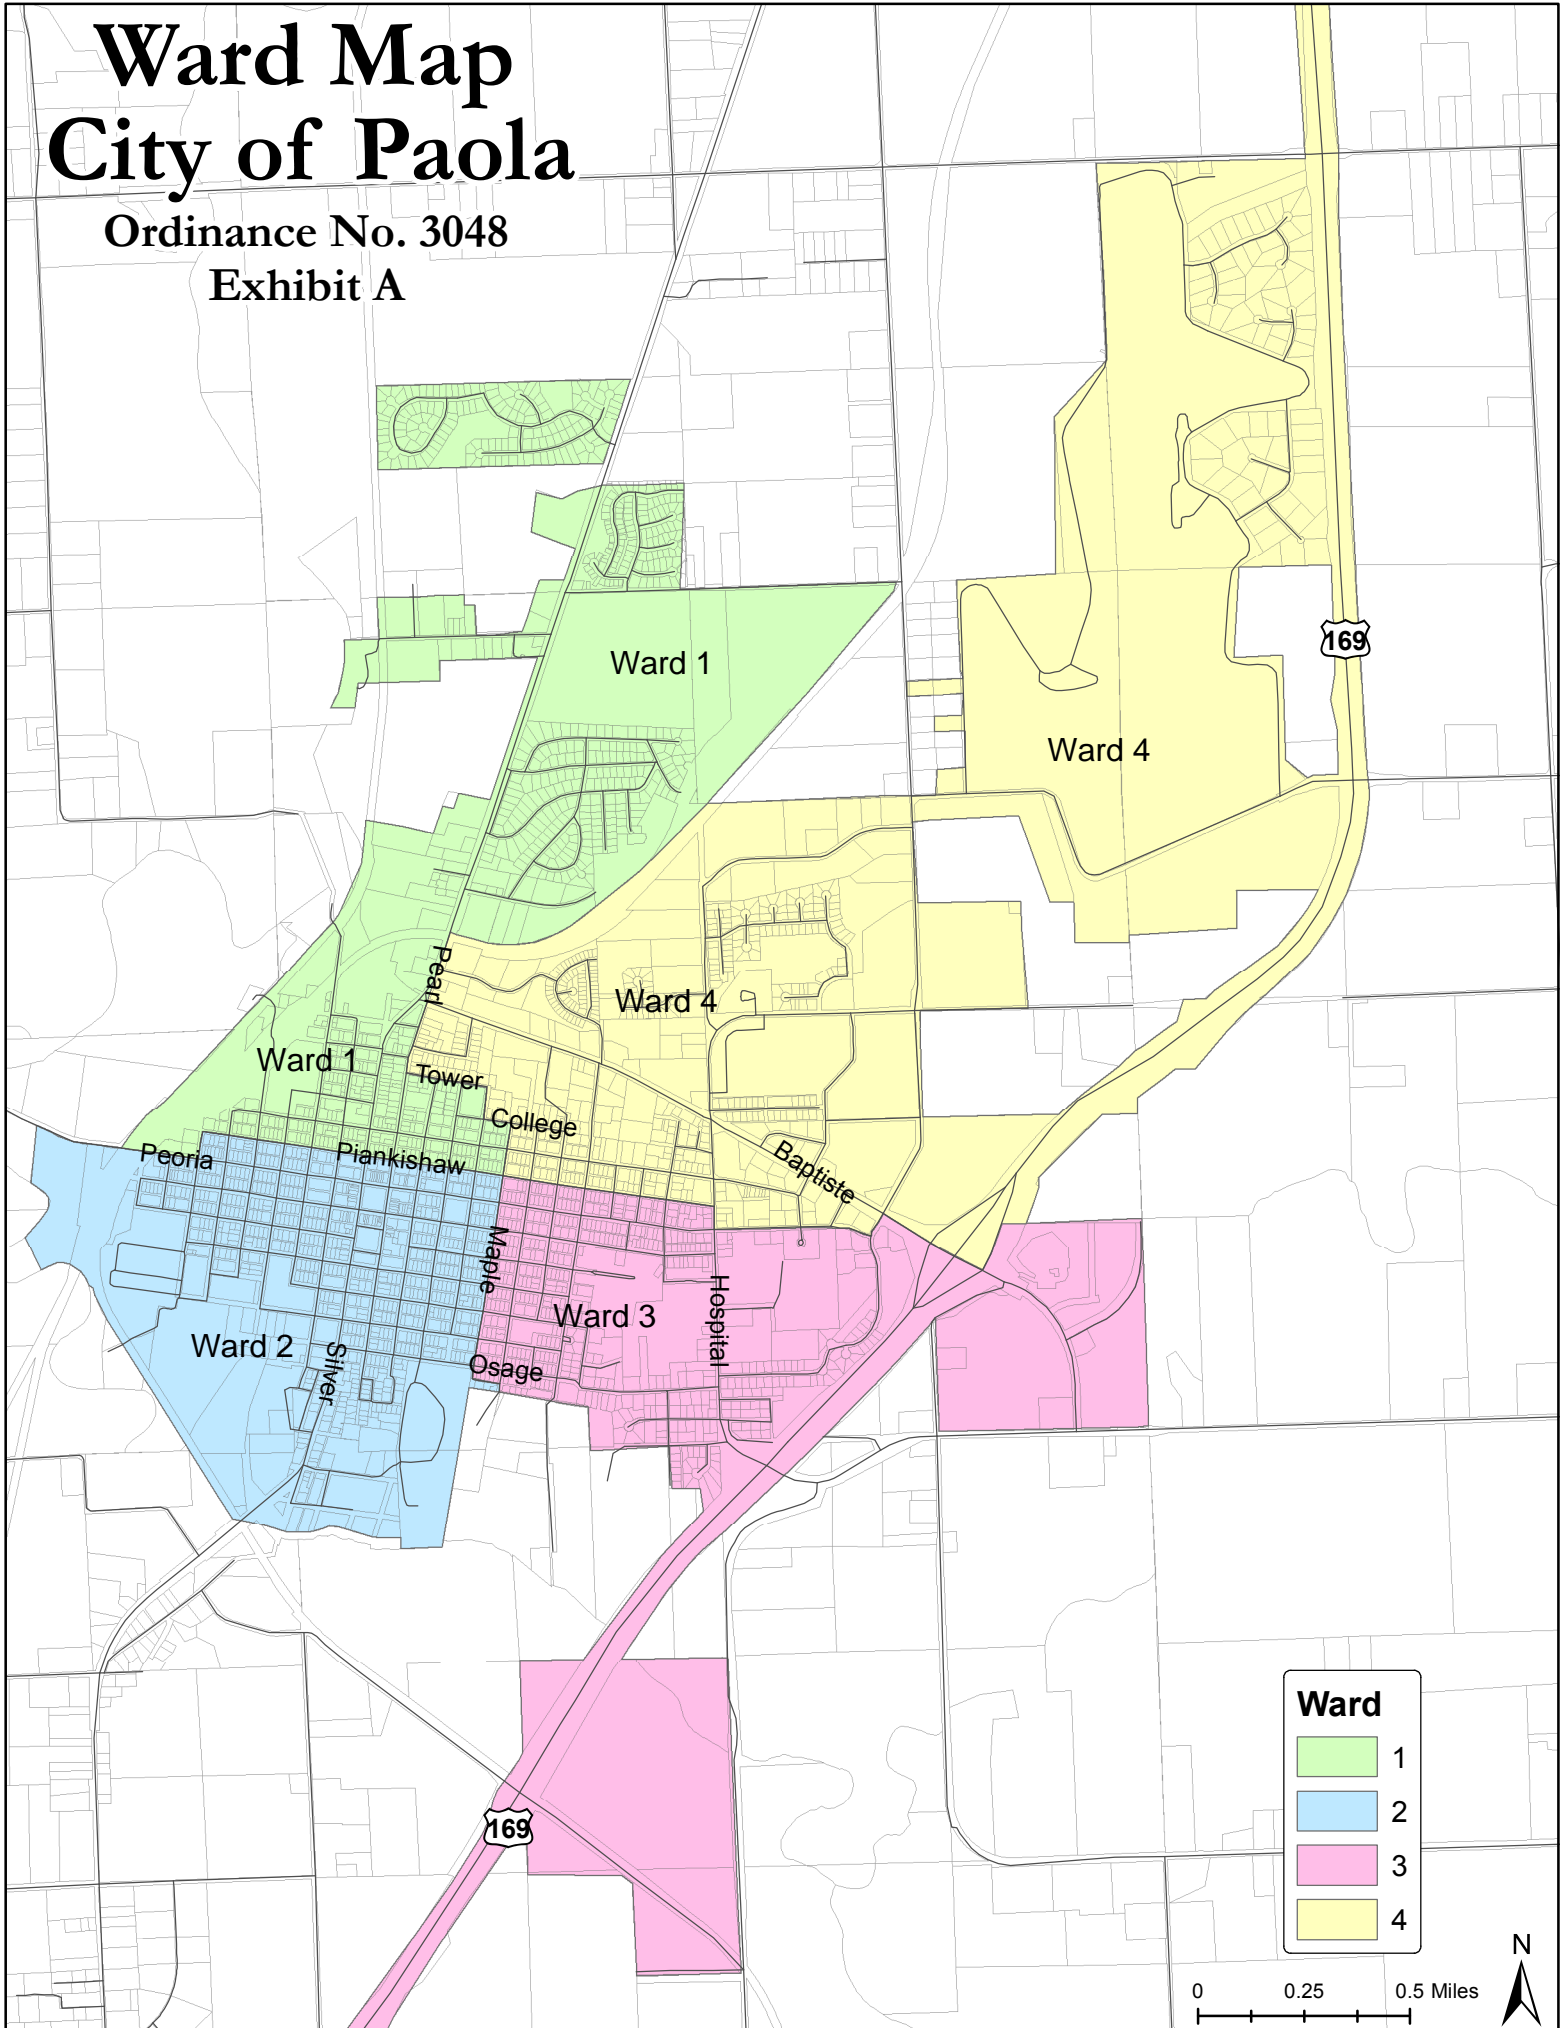 Ward Map
City of Paola
Ordinance No. 3048
Exhibit A
169
Ward 1
Ward 4
Pearl
Ward 4
Ward 1
Tower
College
Peoria
Piankishaw
Baptiste
Maple
Hospital
Ward 3
Ward 2
Silver
Osage
169
Ward
1
2
3
4
N
0 0.25 0.5 Miles